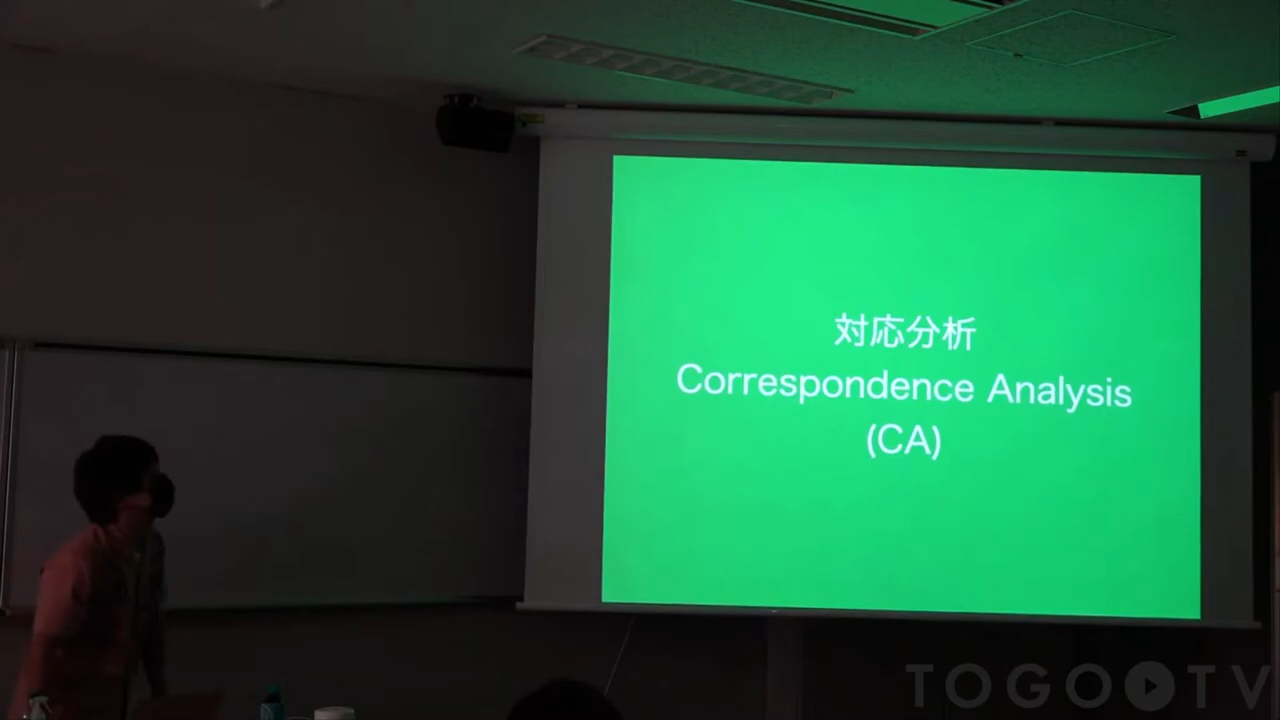 対応分析
Correspondence Analysis
(CA)
TOGO TV